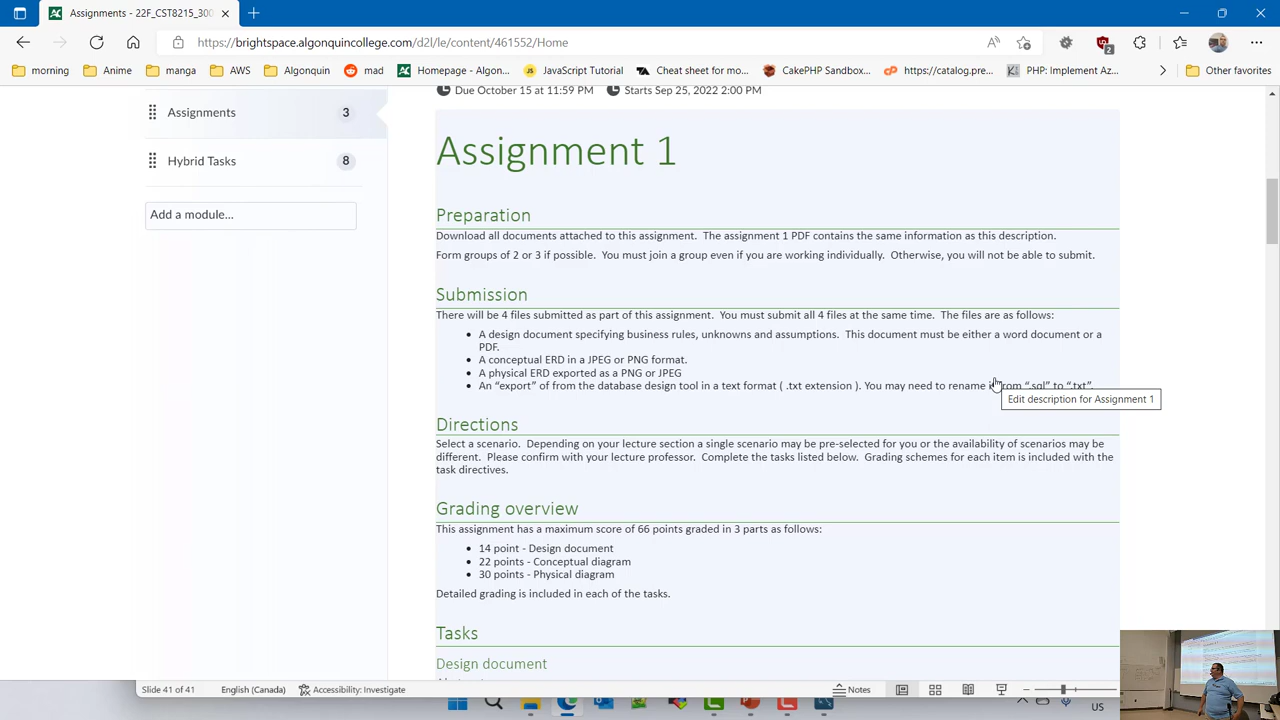 Assignments - 22F_CST8215_300
https://brightspace.algonquincollege.com/d2l/le/content/461552/Home
morning
Anime
manga
AWS
Algonquin
mad
Homepage - Algon...
JavaScript Tutorial
Cheat sheet for mo...
CakePHP Sandbox...
https://catalog.pre...
PHP: Implement Az...
Other favorites
Assignments 3
Hybrid Tasks 8
Add a module...
Due October 15 at 11:59 PM Starts Sep 25, 2022 2:00 PM
Assignment 1
Preparation
Download all documents attached to this assignment. The assignment 1 PDF contains the same information as this description.
Form groups of 2 or 3 if possible. You must join a group even if you are working individually. Otherwise, you will not be able to submit.
Submission
There will be 4 files submitted as part of this assignment. You must submit all 4 files at the same time. The files are as follows:
• A design document specifying business rules, unknowns and assumptions. This document must be either a word document or a
PDF.
• A conceptual ERD in a JPEG or PNG format.
• A physical ERD exported as a PNG or JPEG
• An “export” of from the database design tool in a text format ( .txt extension ). You may need to rename from “.sql” to “.txt”.
Edit description for Assignment 1
Directions
Select a scenario. Depending on your lecture section a single scenario may be pre-selected for you or the availability of scenarios may be
different. Please confirm with your lecture professor. Complete the tasks listed below. Grading schemes for each item is included with the
task directives.
Grading overview
This assignment has a maximum score of 66 points graded in 3 parts as follows:
• 14 point - Design document
• 22 points - Conceptual diagram
• 30 points - Physical diagram
Detailed grading is included in each of the tasks.
Tasks
Design document
Slide 41 of 41
English (Canada)
Accessibility: Investigate
Notes
US